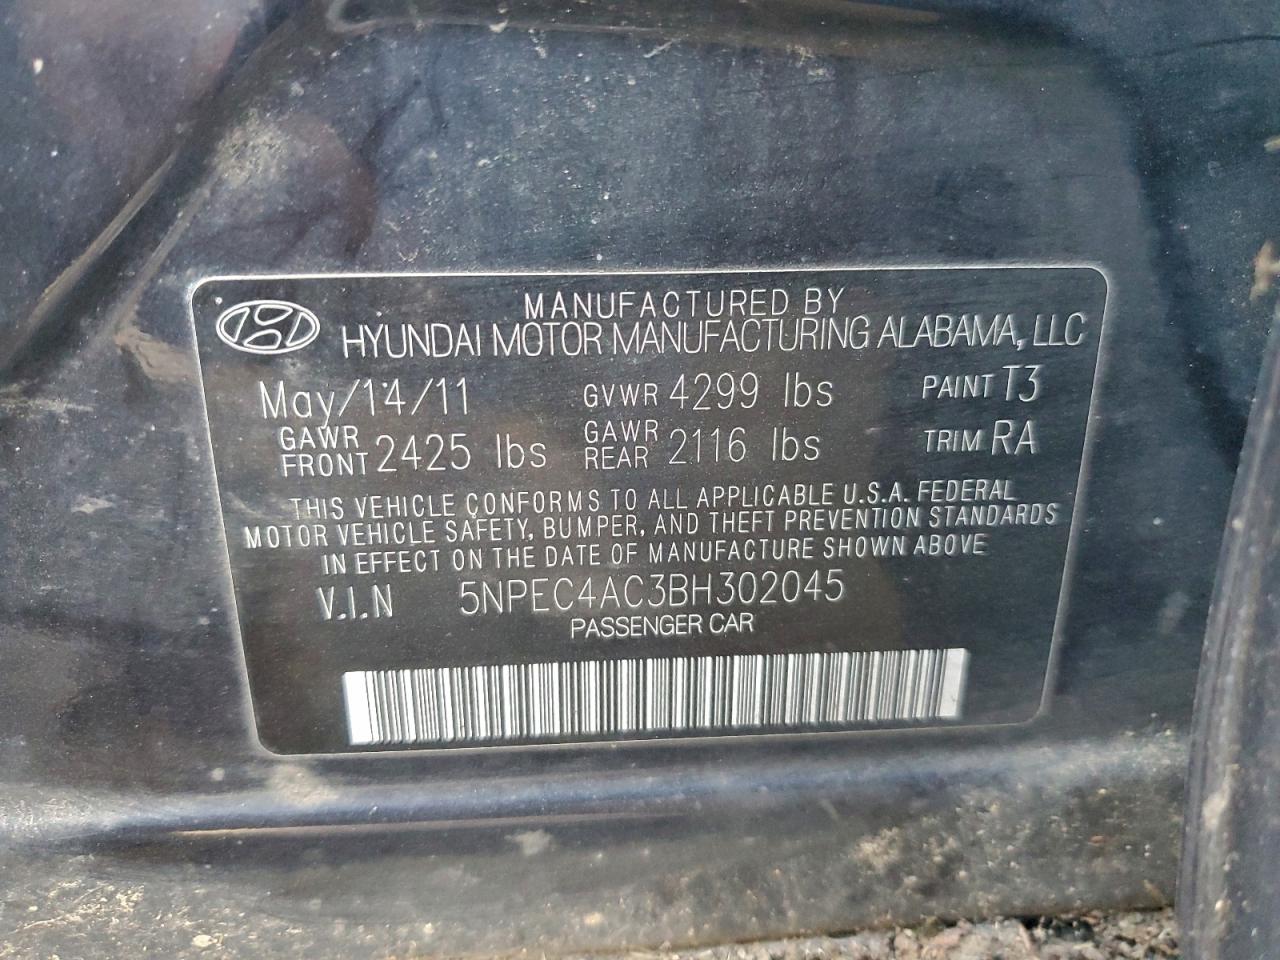 MANUFACTURED BY
HYUNDAI MOTOR MANUFACTURING ALABAMA, LLC
May/14/11 GVWR 4299 lbs PAINT T3
GAWR FRONT 2425 lbs GAWR REAR 2116 lbs TRIM RA
THIS VEHICLE CONFORMS TO ALL APPLICABLE U.S.A. FEDERAL
MOTOR VEHICLE SAFETY, BUMPER, AND THEFT PREVENTION STANDARDS
IN EFFECT ON THE DATE OF MANUFACTURE SHOWN ABOVE
V.I.N 5NPEC4AC3BH302045
PASSENGER CAR